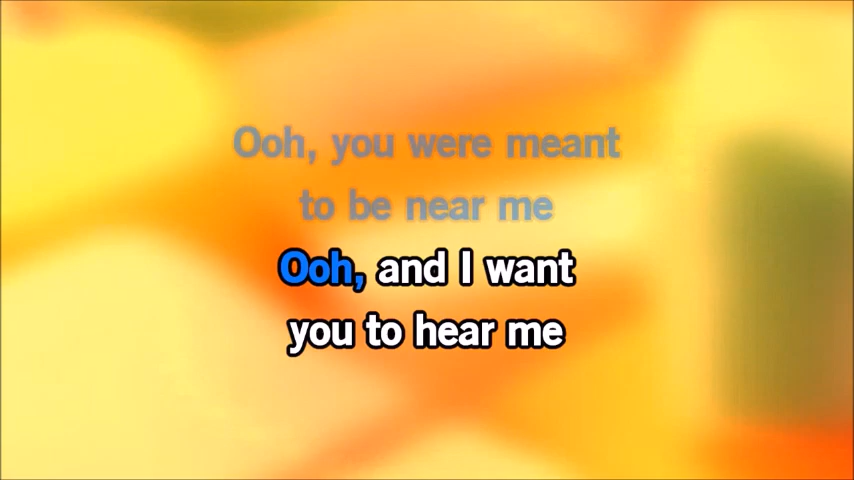 Ooh, you were meant
to be near me
Ooh, and I want
you to hear me